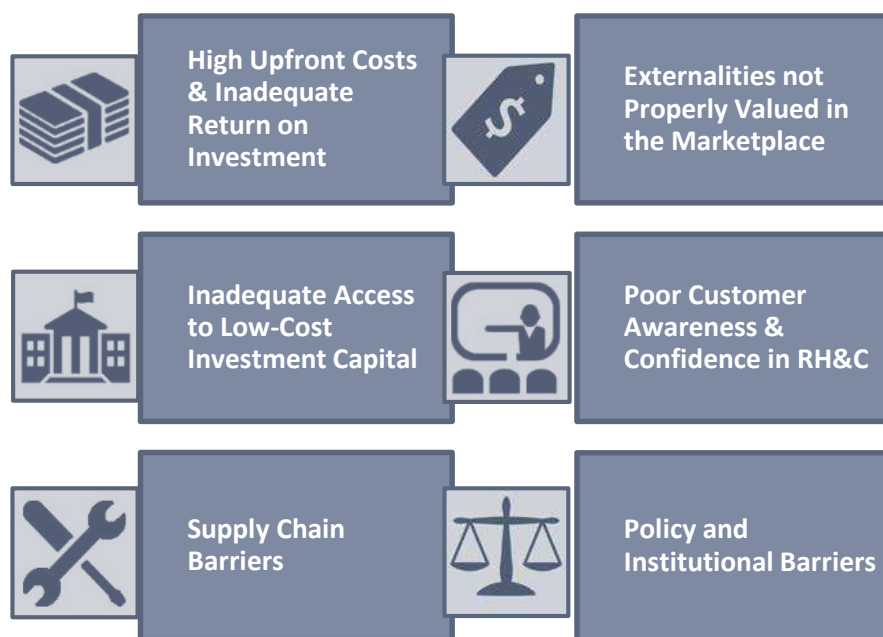 High Upfront Costs
& Inadequate
Return on
Investment
Externalities not
Properly Valued in
the Marketplace
$
Inadequate Access
to Low-Cost
Investment Capital
Poor Customer
Awareness &
Confidence in RH&C
Supply Chain
Barriers
Policy and
Institutional Barriers